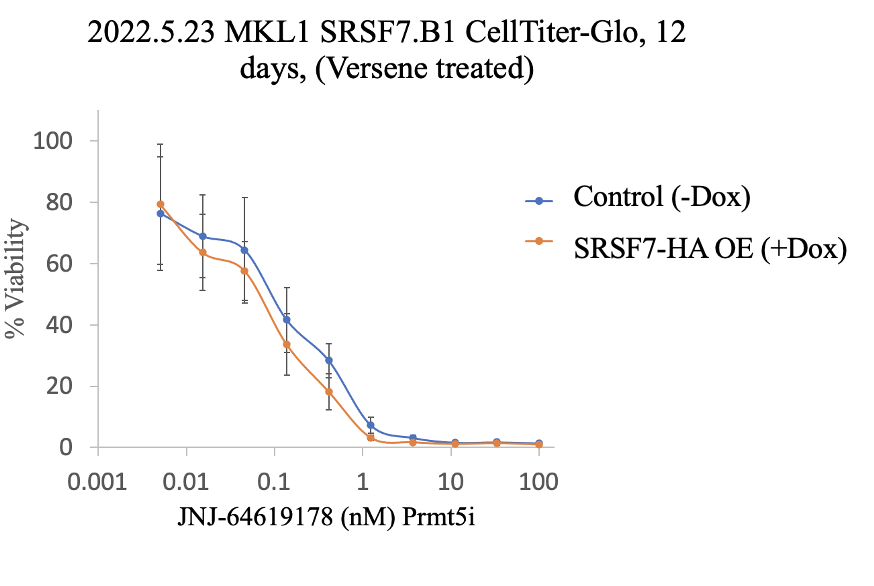 2022.5.23 MKL1 SRSF7.B1 CellTiter-Glo, 12
days, (Versene treated)
100
80
60
40
20
0
% Viability
0.001 0.01 0.1 1 10 100
JNJ-64619178 (nM) Prmt5i
Control (-Dox)
SRSF7-HA OE (+Dox)